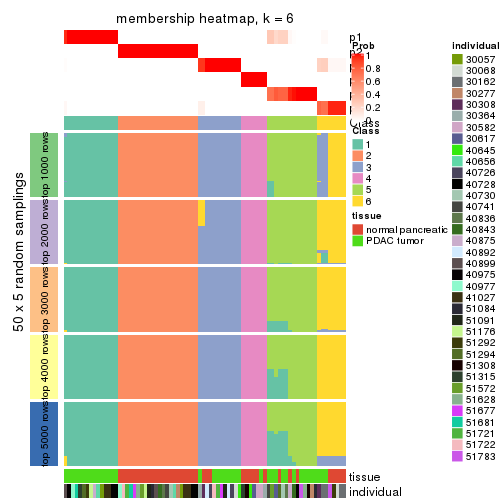 membership heatmap, k = 6
p1
p2
Class
50 x 5 random samplings
top 1000 rows
top 2000 rows
top 3000 rows
top 4000 rows
top 5000 rows
tissue
individual
Prob
1
0.8
0.6
0.4
0.2
0
Class
1
2
3
4
5
6
tissue
normal pancreatic
PDAC tumor
individual
30057
30068
30162
30277
30308
30364
30582
30617
40645
40656
40726
40728
40730
40741
40836
40843
40875
40892
40899
40975
40977
41027
51084
51091
51176
51292
51294
51308
51315
51572
51628
51677
51681
51721
51722
51783